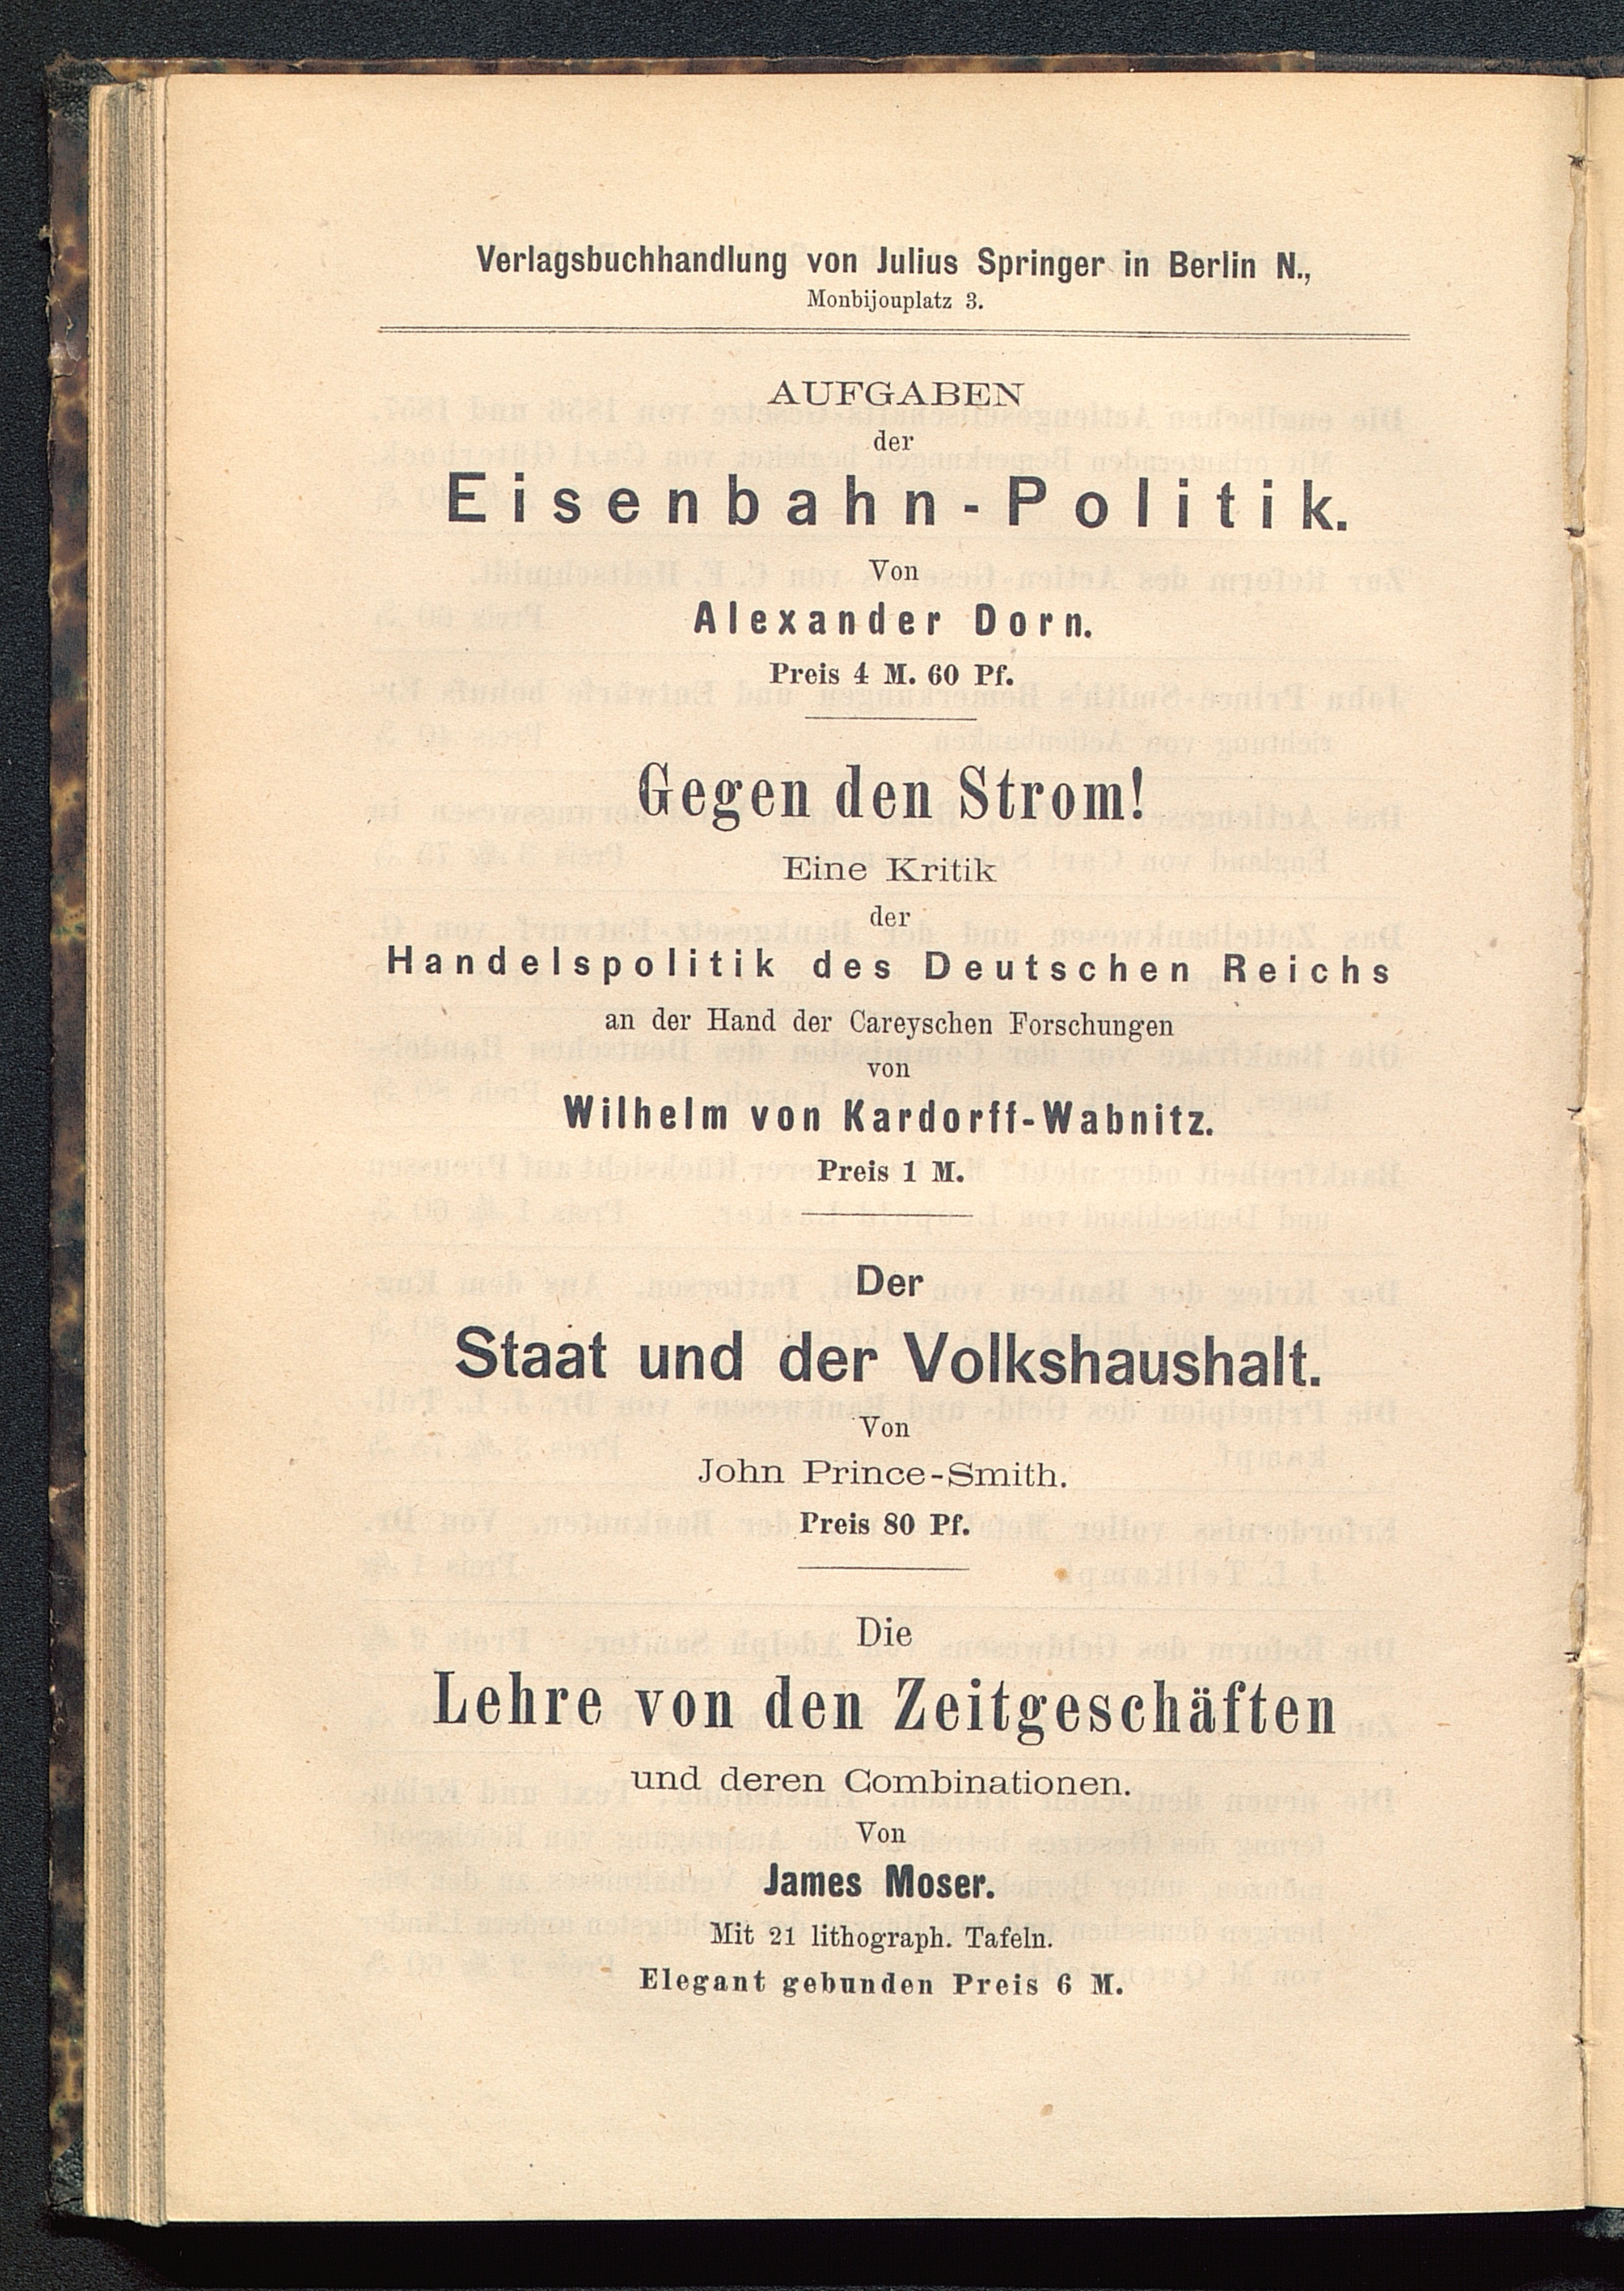 Verlagsbuchhandlung von Julius Springer in Berlin N.,
Monbijouplatz 3.
AUFGABEN
der
Eisenbahn-Politik.
Von
Alexander Dorn.
Preis 4 M. 60 Pf.
Gegen den Strom!
Eine Kritik
der
Handelspolitik des Deutschen Reichs
an der Hand der Careyschen Forschungen
von
Wilhelm von Kardorff-Wabnitz.
Preis 1 M.
Der
Staat und der Volkshaushalt.
Von
John Prince-Smith.
Preis 80 Pf.
Die
Lehre von den Zeitgeschäften
und deren Combinationen.
Von
James Moser.
Mit 21 lithograph. Tafeln.
Elegant gebunden Preis 6 M.